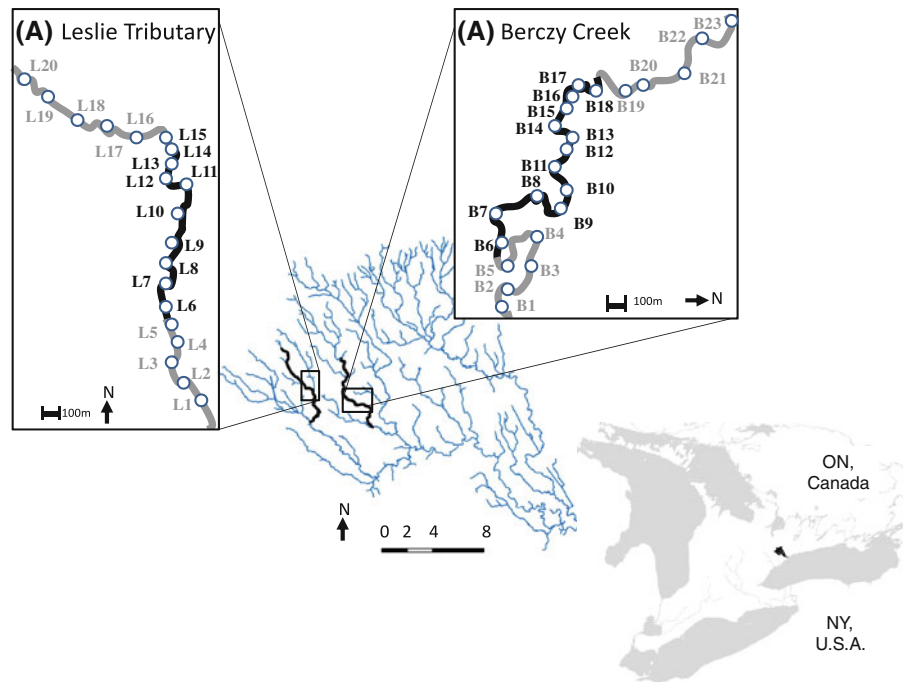 (A) Leslie Tributary
L20
L19
L18
L17
L16
L15
L14
L13
L12
L11
L10
L9
L8
L7
L6
L5
L4
L3
L2
L1
100m
N
(A) Berczy Creek
B23
B22
B21
B20
B19
B18
B17
B16
B15
B14
B13
B12
B11
B10
B9
B8
B7
B6
B5
B4
B3
B2
B1
100m
N
N
0 2 4 8
ON,
Canada
NY,
U.S.A.